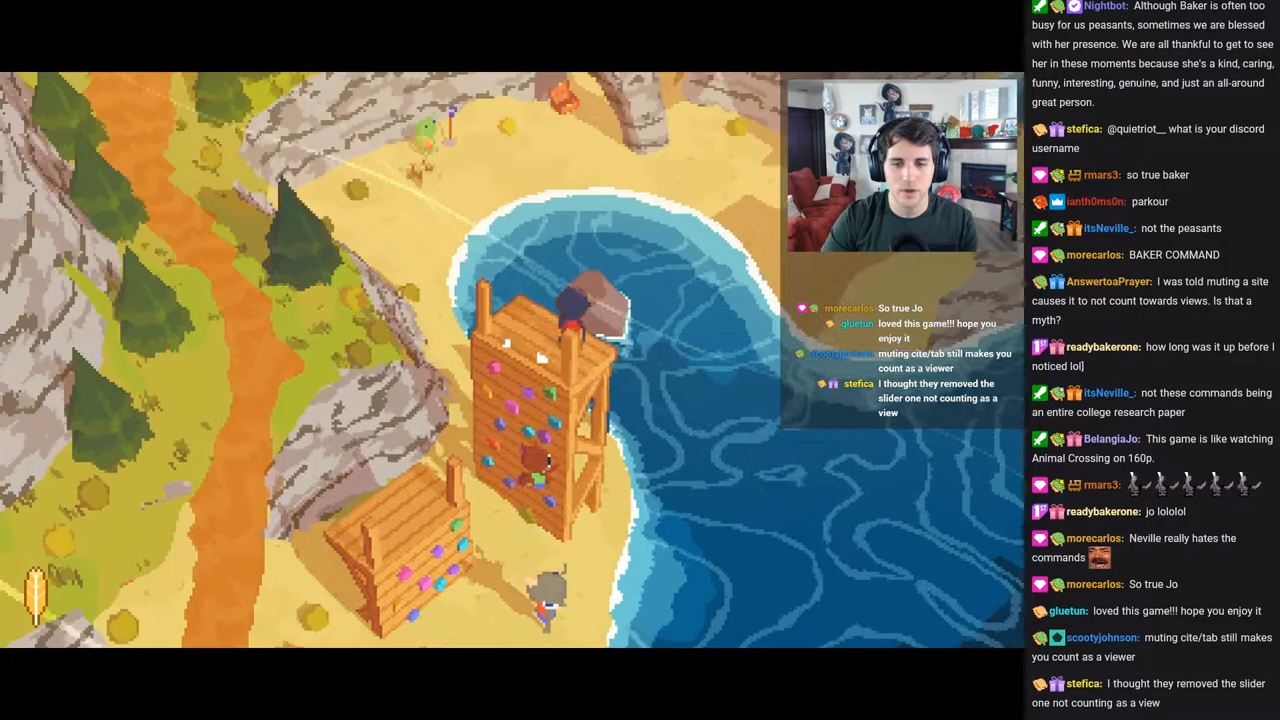 Nightbot: Although Baker is often too
busy for us peasants, sometimes we are blessed
with her presence. We are all thankful to get to see
her in these moments because she's a kind, caring,
funny, interesting, genuine, and just an all-around
great person.
stefica: @quietriot__ what is your discord
username
rmars3: so true baker
ianth0ms0n: parkour
itsNeville_: not the peasants
morecarlos: BAKER COMMAND
AnswertoaPrayer: I was told muting a site
causes it to not count towards views. Is that a
myth?
1ST readybakerone: how long was it up before I
noticed lol]
itsNeville_: not these commands being
an entire college research paper
BelangiaJo: This game is like watching
Animal Crossing on 160p.
rmars3:
1ST readybakerone: jo lololol
morecarlos: Neville really hates the
commands
morecarlos: So true Jo
gluetun: loved this game!!! hope you enjoy it
scootyjohnson: muting cite/tab still makes
you count as a viewer
stefica: I thought they removed the slider
one not counting as a view
morecarlos So true Jo
gluetun loved this game!!! hope you
enjoy it
scootyjohnson muting cite/tab still makes you
count as a viewer
stefica I thought they removed the
slider one not counting as a
view